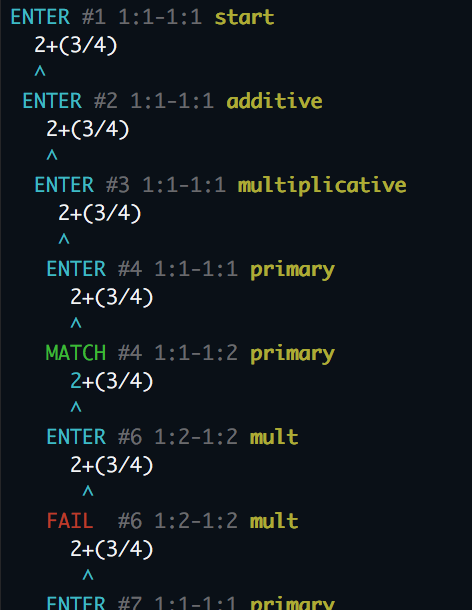 ENTER #1 1:1-1:1 start
2+(3/4)
^
ENTER #2 1:1-1:1 additive
2+(3/4)
^
ENTER #3 1:1-1:1 multiplicative
2+(3/4)
^
ENTER #4 1:1-1:1 primary
2+(3/4)
^
MATCH #4 1:1-1:2 primary
2+(3/4)
^
ENTER #6 1:2-1:2 mult
2+(3/4)
^
FAIL #6 1:2-1:2 mult
2+(3/4)
^
ENTER #7 1:1-1:1 primary